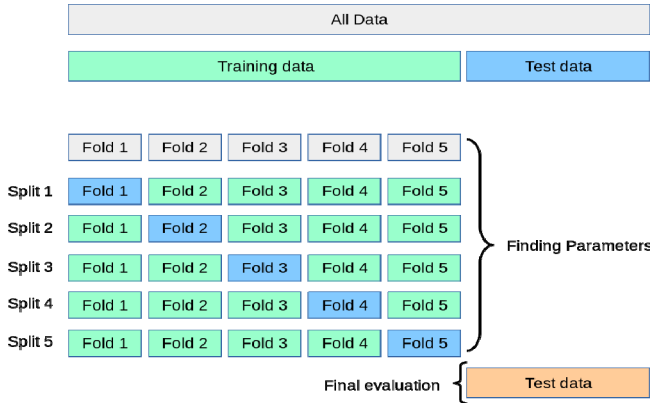 All Data
Training data Test data
Fold 1 Fold 2 Fold 3 Fold 4 Fold 5
Split 1 Fold 1 Fold 2 Fold 3 Fold 4 Fold 5
Split 2 Fold 1 Fold 2 Fold 3 Fold 4 Fold 5
Finding Parameters
Split 3 Fold 1 Fold 2 Fold 3 Fold 4 Fold 5
Split 4 Fold 1 Fold 2 Fold 3 Fold 4 Fold 5
Split 5 Fold 1 Fold 2 Fold 3 Fold 4 Fold 5
Final evaluation Test data